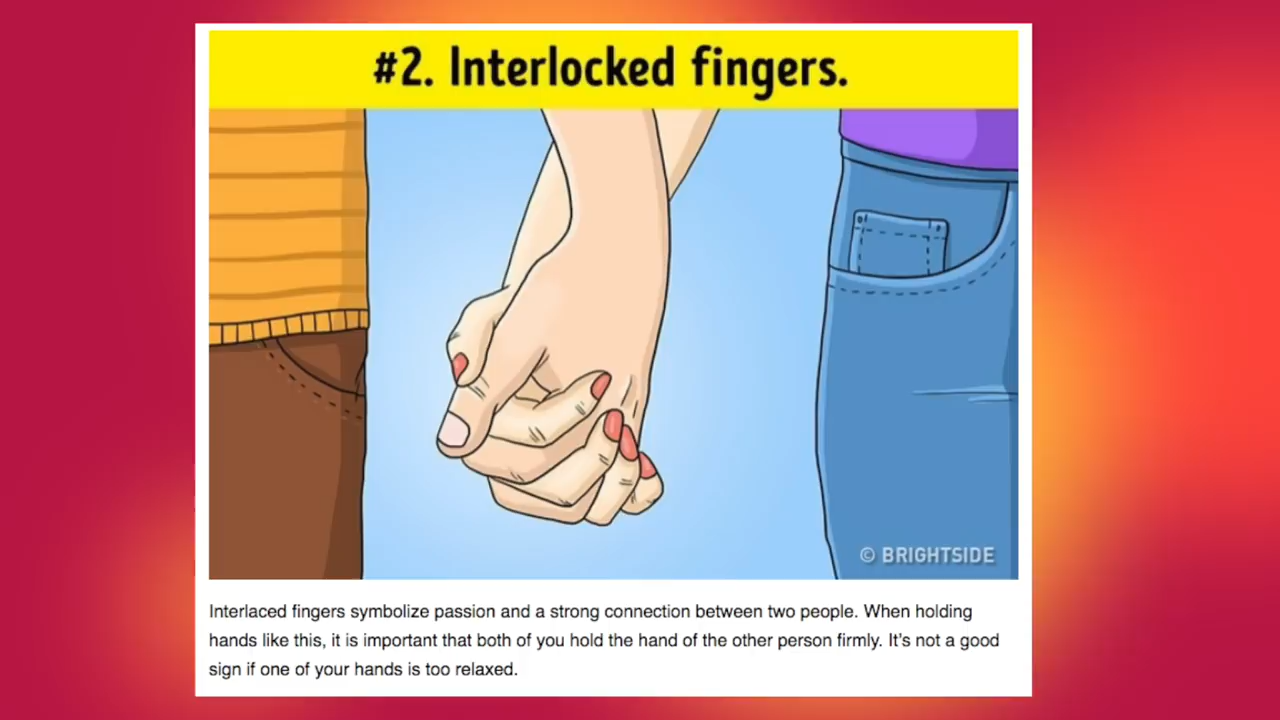 #2. Interlocked fingers.
© BRIGHTSIDE
Interlaced fingers symbolize passion and a strong connection between two people. When holding
hands like this, it is important that both of you hold the hand of the other person firmly. It's not a good
sign if one of your hands is too relaxed.